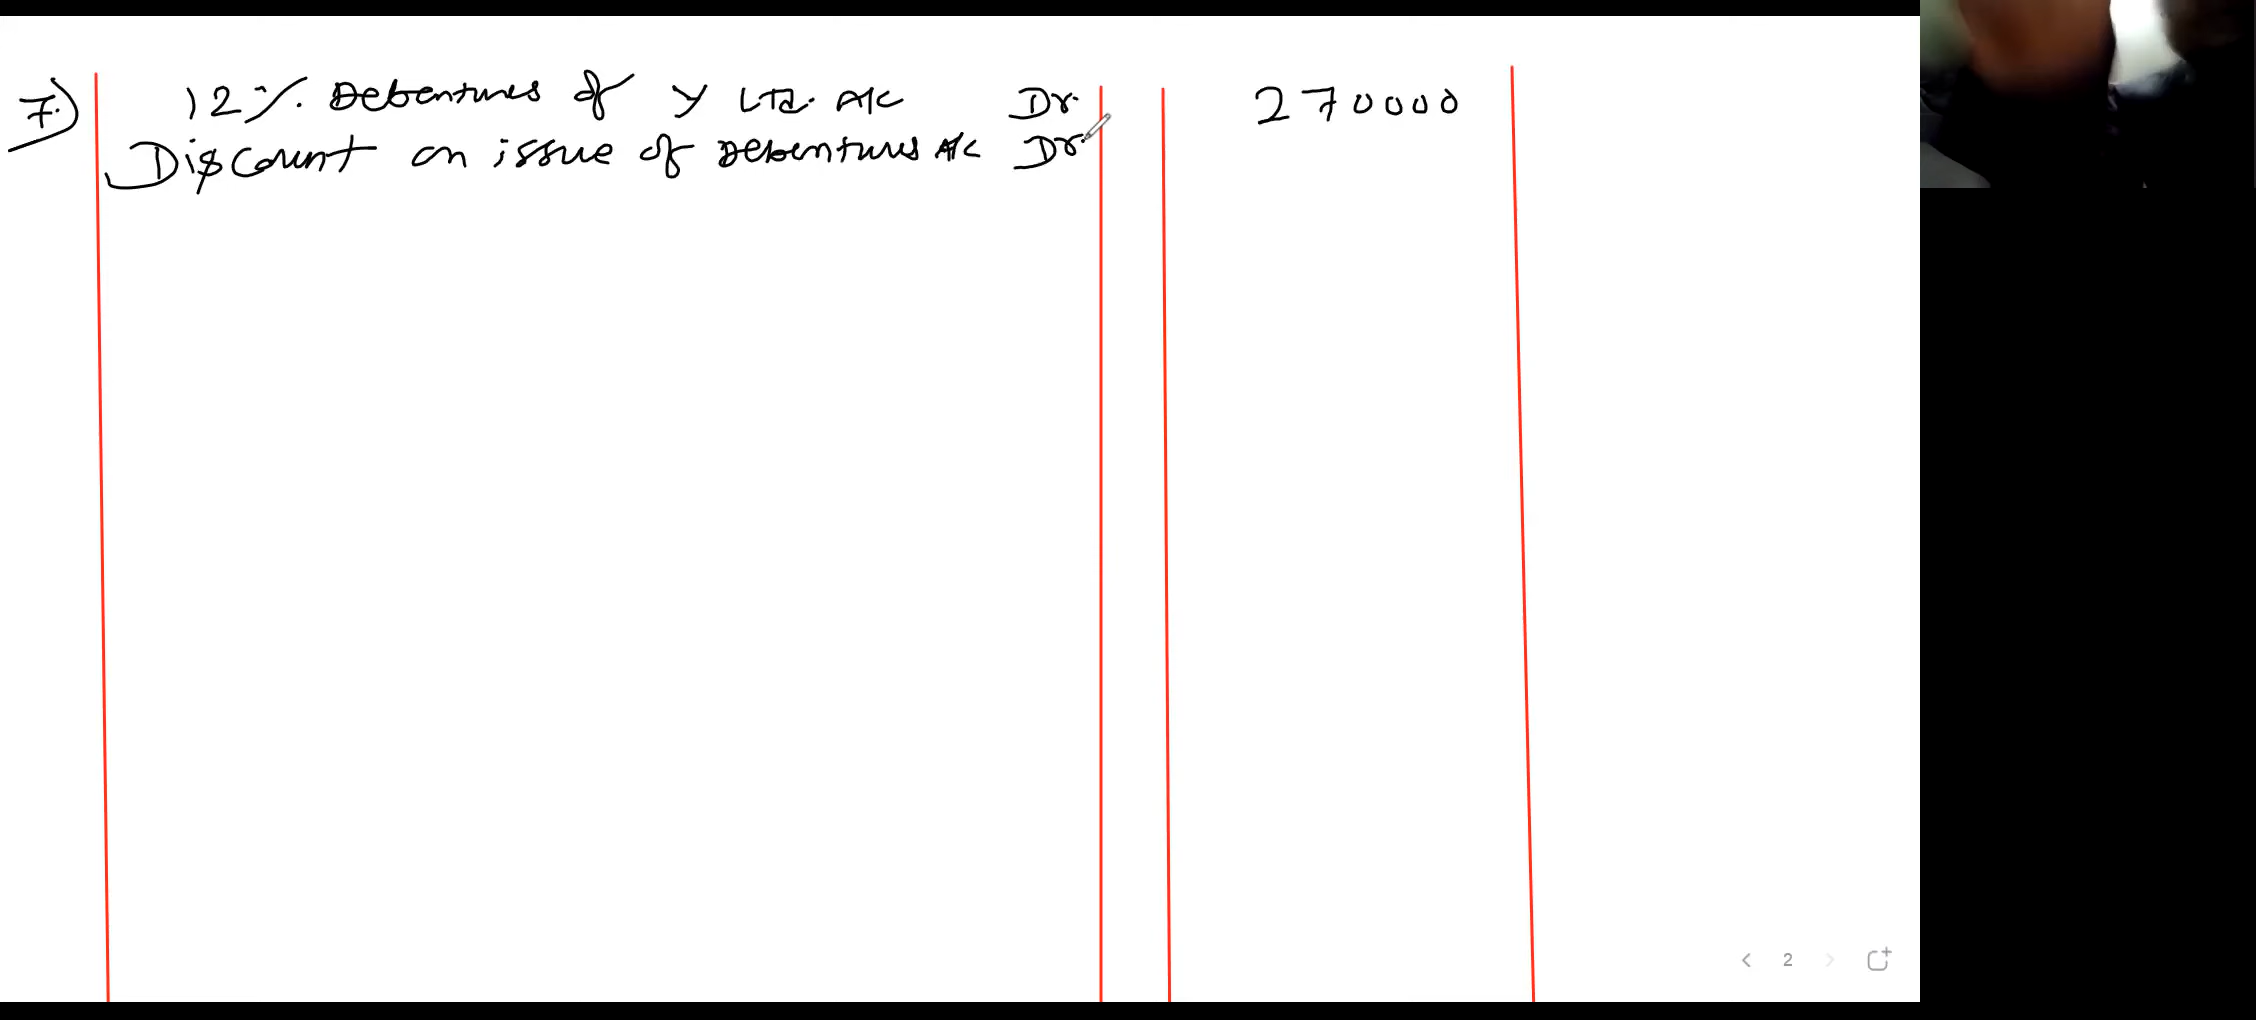 7.) 12%. Debentures of Y LTD. A/c Dr. 270000
Discount on issue of Debentures A/c Dr.
2